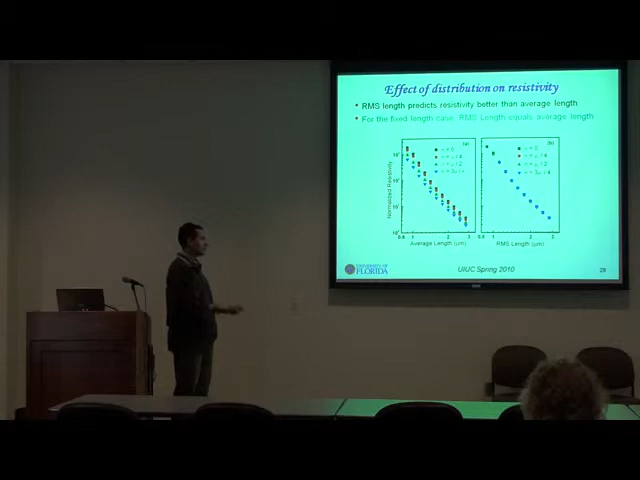 Effect of distribution on resistivity
• RMS length predicts resistivity better than average length
• For the fixed length case, RMS Length equals average length
(a)
(b)
Normalized Resistivity
Average Length (μm)
RMS Length (μm)
UNIVERSITY OF
FLORIDA
UIUC Spring 2010
28